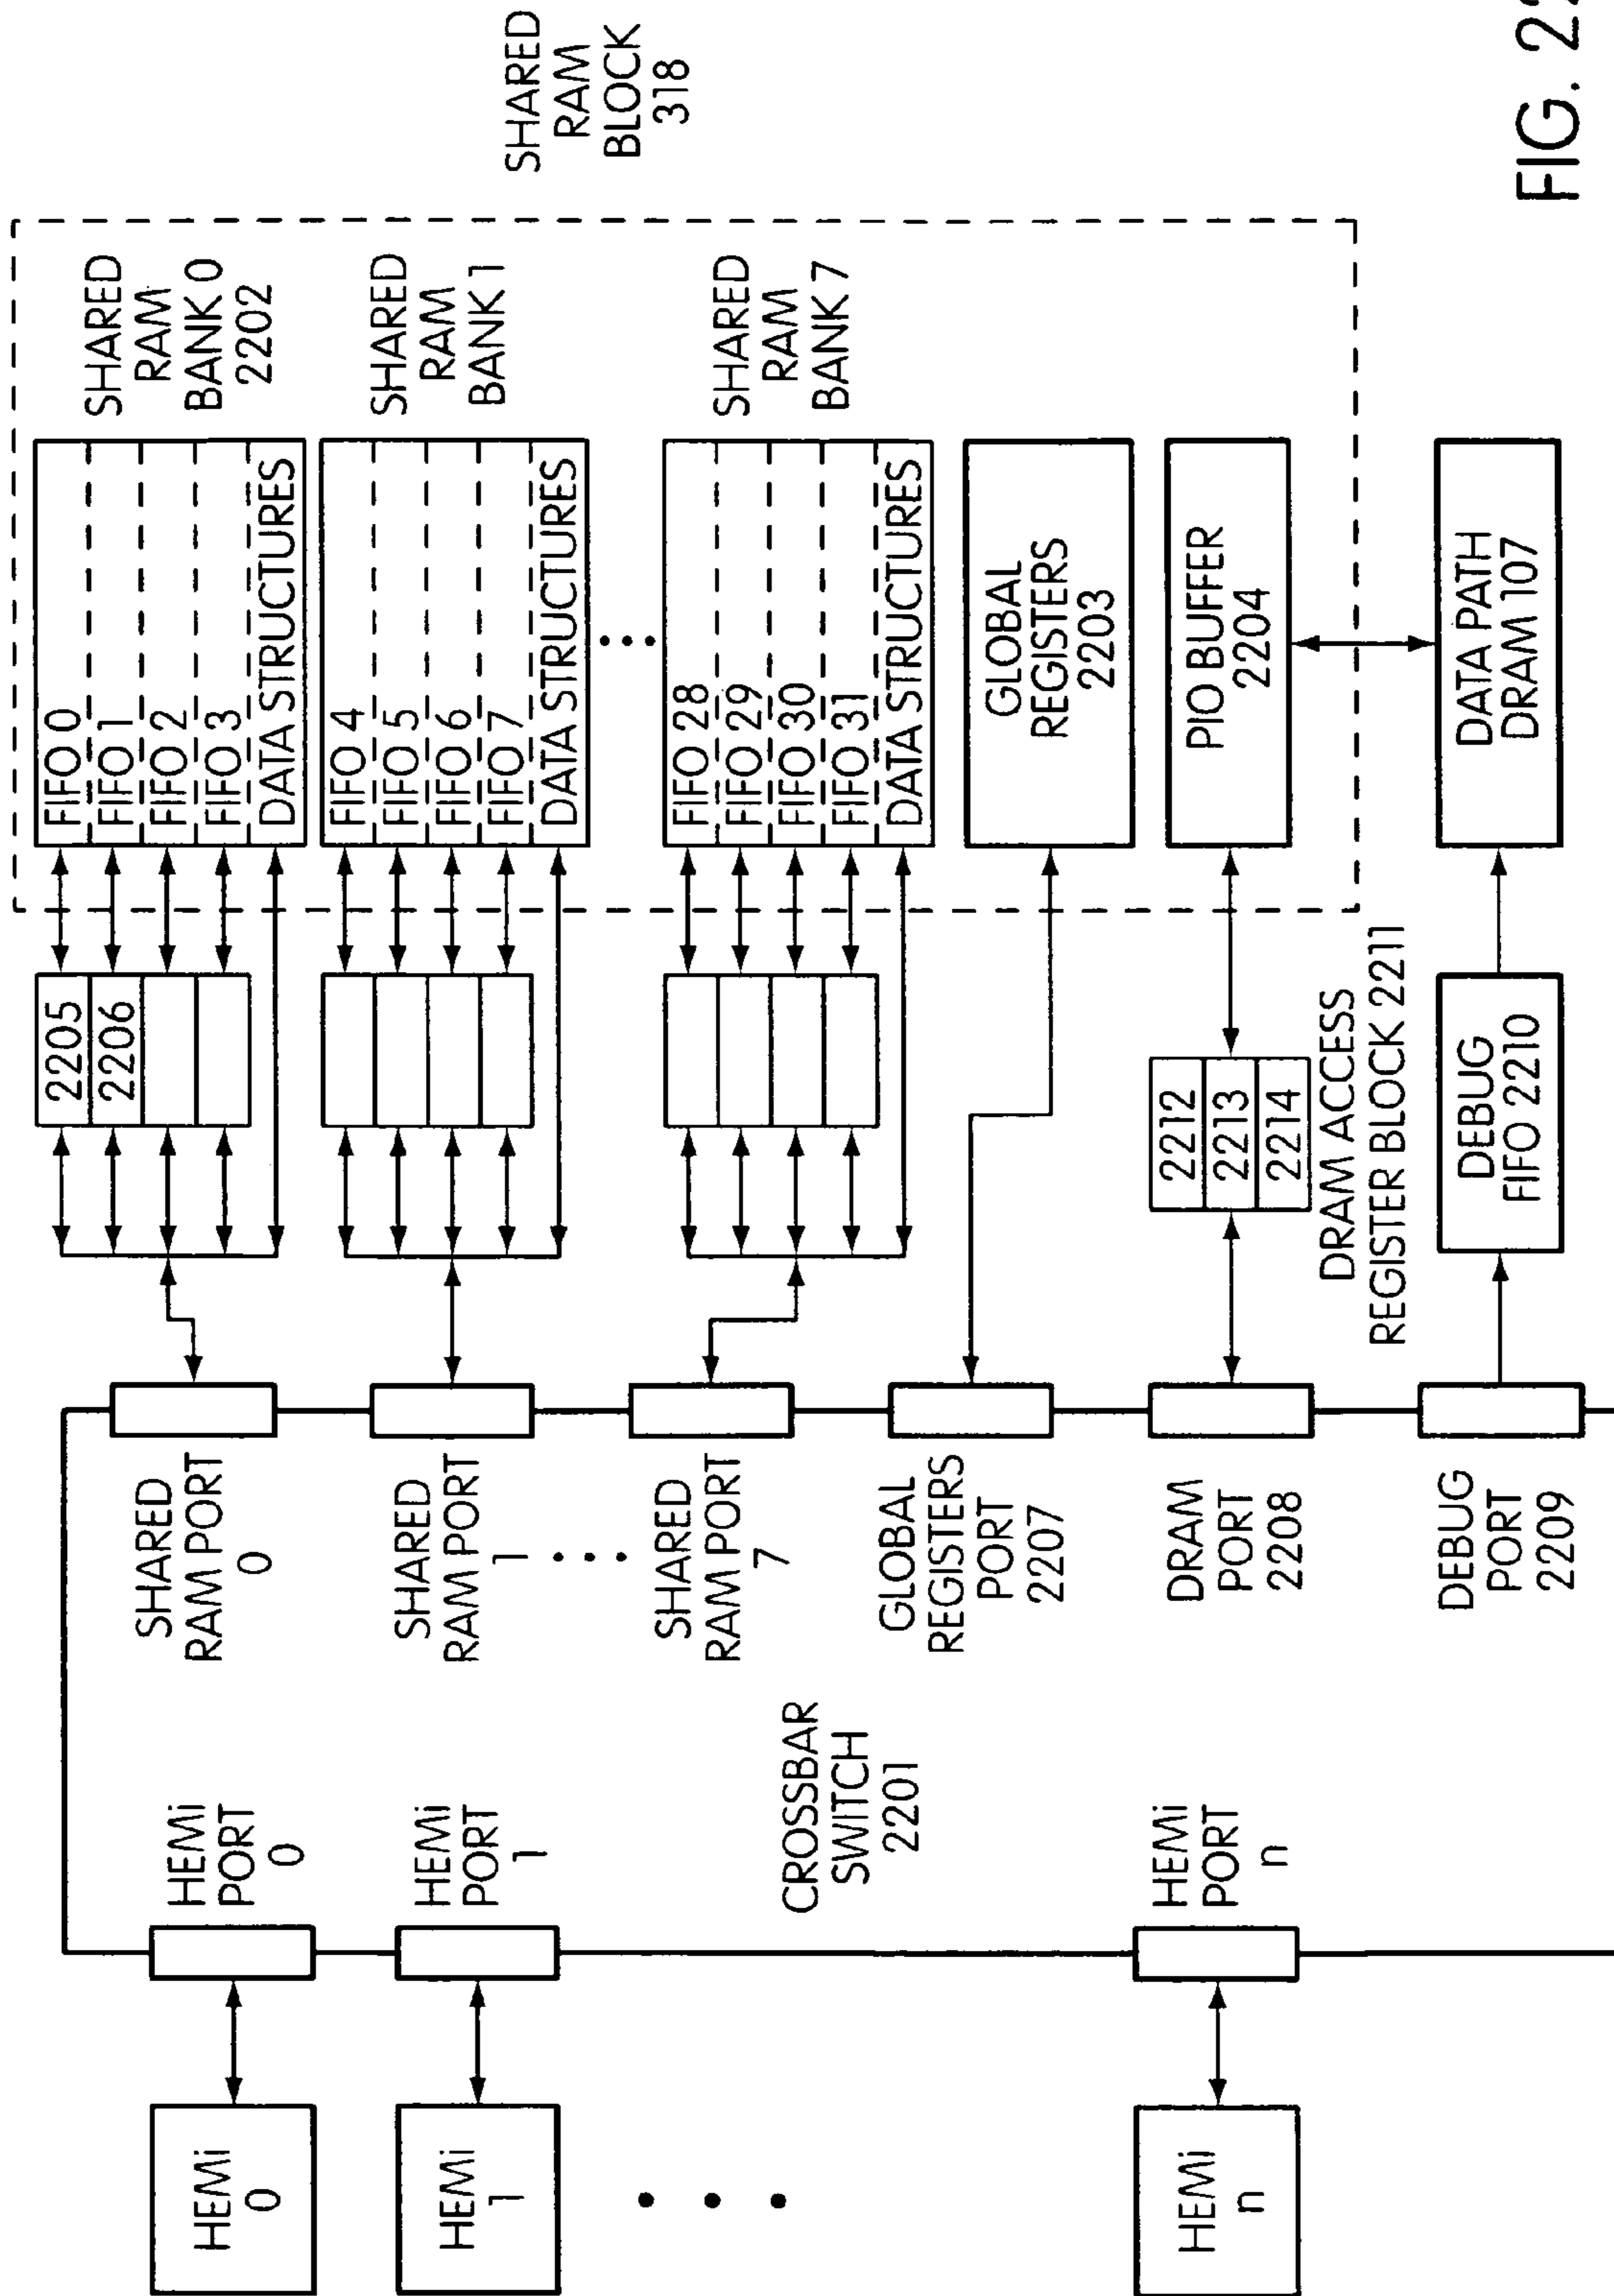 HEMi
0
HEMi
1
HEMi
n
HEMi
PORT
0
HEMi
PORT
1
HEMi
PORT
n
CROSSBAR
SWITCH
2201
SHARED
RAM PORT
0
SHARED
RAM PORT
1
SHARED
RAM PORT
7
GLOBAL
REGISTERS
PORT
2207
DRAM
PORT
2208
DEBUG
PORT
2209
2205
2206
2212
2213
2214
DRAM ACCESS
REGISTER BLOCK 2211
DEBUG
FIFO 2210
FIFO 0
FIFO 1
FIFO 2
FIFO 3
DATA STRUCTURES
FIFO 4
FIFO 5
FIFO 6
FIFO 7
DATA STRUCTURES
FIFO 28
FIFO 29
FIFO 30
FIFO 31
DATA STRUCTURES
GLOBAL
REGISTERS
2203
PIO BUFFER
2204
DATA PATH
DRAM 107
SHARED
RAM
BANK 0
2202
SHARED
RAM
BANK 1
SHARED
RAM
BANK 7
SHARED
RAM
BLOCK
318
FIG. 22